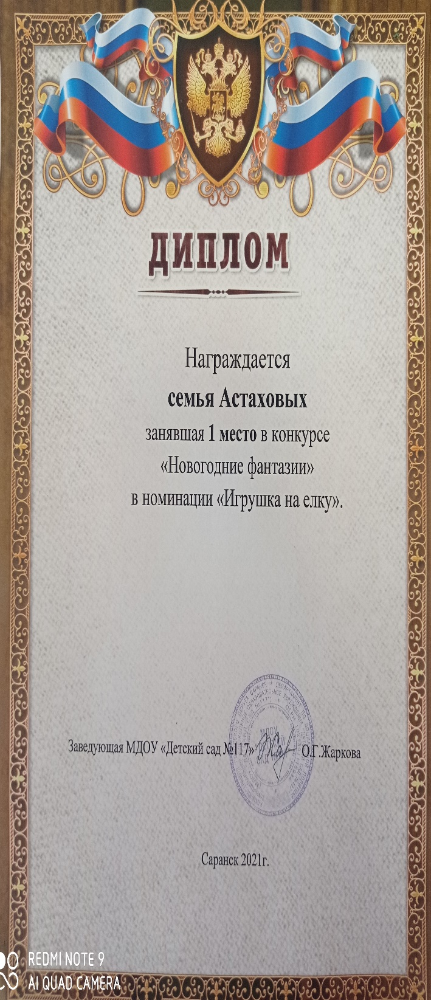 ДИПЛОМ
Награждается
семья Астаховых
занявшая 1 место в конкурсе
«Новогодние фантазии»
в номинации «Игрушка на елку».
Заведующая МДОУ «Детский сад №117» О.Г.Жаркова
Саранск 2021г.
REDMI NOTE 9
AI QUAD CAMERA